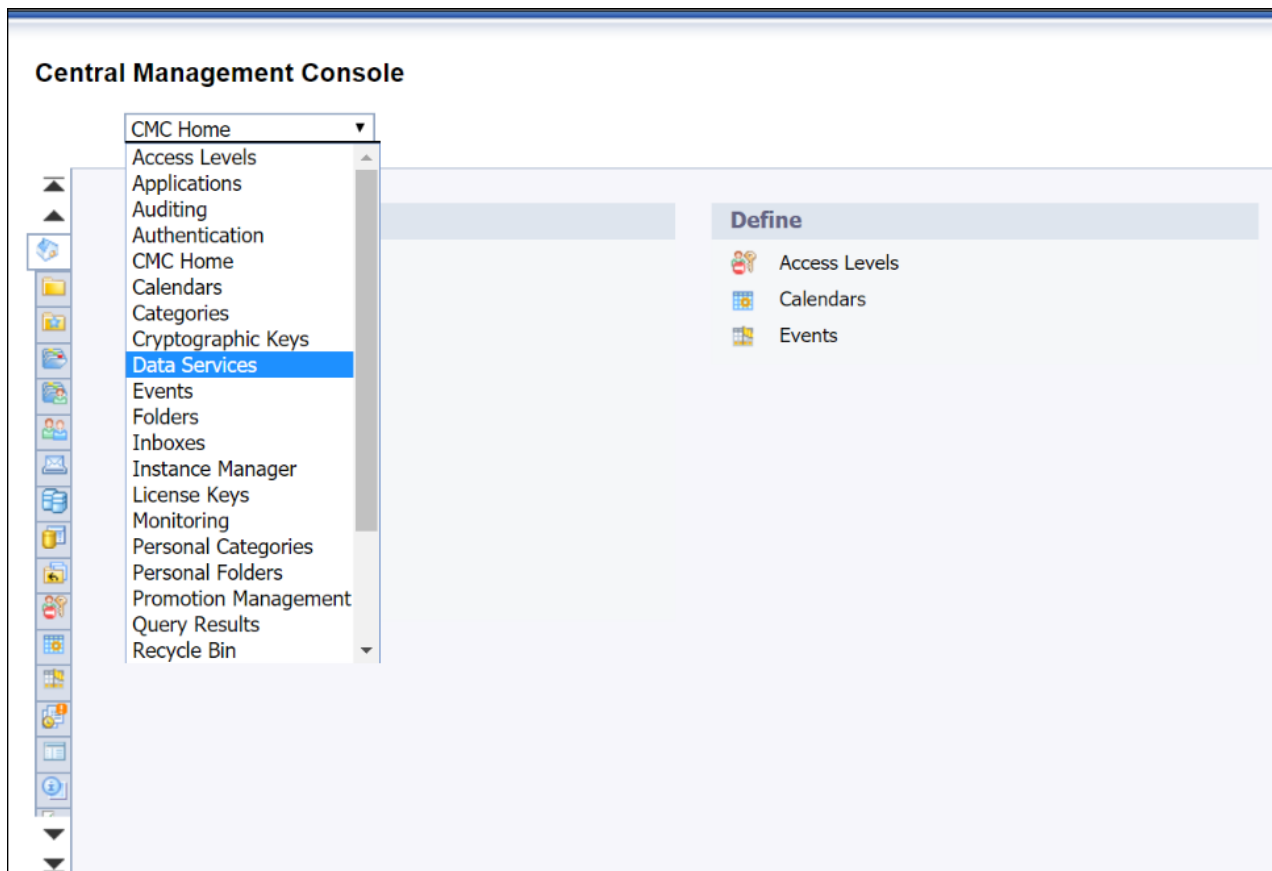 Central Management Console
CMC Home
Access Levels
Applications
Auditing
Authentication
CMC Home
Calendars
Categories
Cryptographic Keys
Data Services
Events
Folders
Inboxes
Instance Manager
License Keys
Monitoring
Personal Categories
Personal Folders
Promotion Management
Query Results
Recycle Bin
Define
Access Levels
Calendars
Events